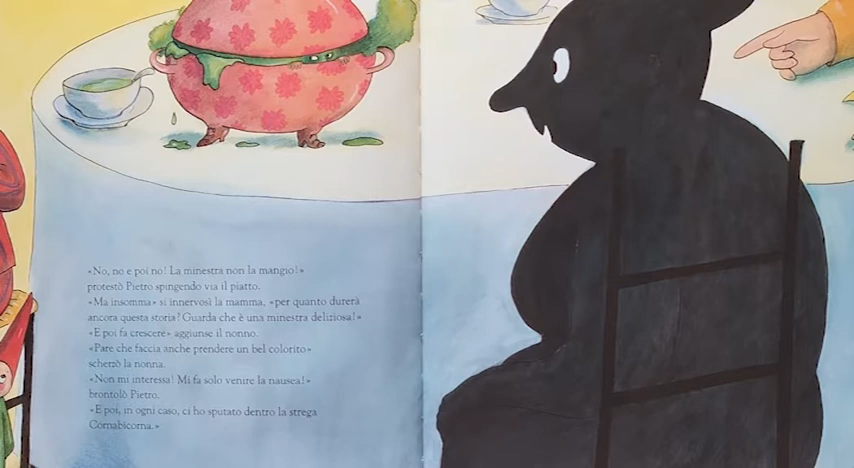 «No, no e poi no! La minestra non la mangio!»
protestò Pietro spingendo via il piatto.
«Ma insomma» si innervosì la mamma, «per quanto durerà
ancora questa storia? Guarda che è una minestra deliziosa!»
«E poi fa crescere» aggiunse il nonno.
«Pare che faccia anche prendere un bel colorito»
scherzò la nonna.
«Non mi interessa! Mi fa solo venire la nausea!»
brontolò Pietro.
«E poi, in ogni caso, ci ho sputato dentro la strega
Cornabicorna.»